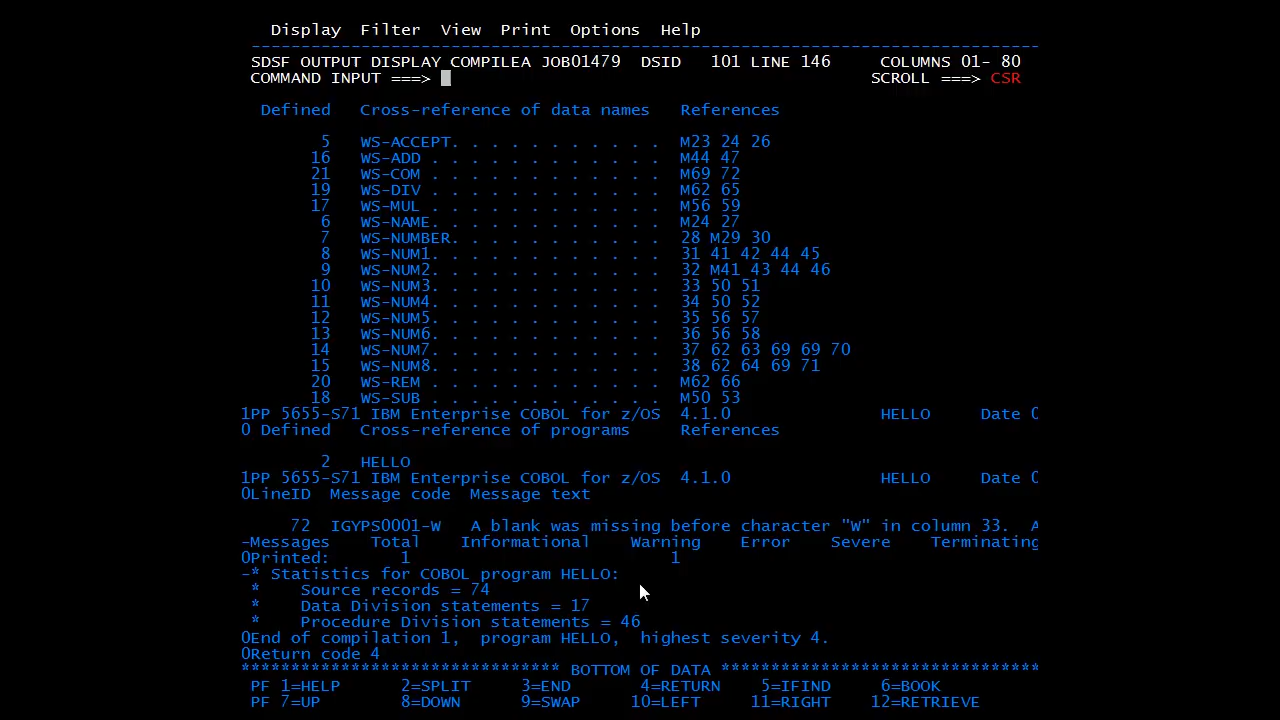 Display Filter View Print Options Help
-------------------------------------------------------------------------------
SDSF OUTPUT DISPLAY COMPILEA JOB01479 DSID 101 LINE 146 COLUMNS 01- 80
COMMAND INPUT ===> SCROLL ===> CSR
Defined Cross-reference of data names References
5 WS-ACCEPT. . . . . . . . . . . M23 24 26
16 WS-ADD . . . . . . . . . . . . M44 47
21 WS-COM . . . . . . . . . . . . M69 72
19 WS-DIV . . . . . . . . . . . . M62 65
17 WS-MUL . . . . . . . . . . . . M56 59
6 WS-NAME. . . . . . . . . . . . M24 27
7 WS-NUMBER. . . . . . . . . . . 28 M29 30
8 WS-NUM1. . . . . . . . . . . . 31 41 42 44 45
9 WS-NUM2. . . . . . . . . . . . 32 M41 43 44 46
10 WS-NUM3. . . . . . . . . . . . 33 50 51
11 WS-NUM4. . . . . . . . . . . . 34 50 52
12 WS-NUM5. . . . . . . . . . . . 35 56 57
13 WS-NUM6. . . . . . . . . . . . 36 56 58
14 WS-NUM7. . . . . . . . . . . . 37 62 63 69 69 70
15 WS-NUM8. . . . . . . . . . . . 38 62 64 69 71
20 WS-REM . . . . . . . . . . . . M62 66
18 WS-SUB . . . . . . . . . . . . M50 53
1PP 5655-S71 IBM Enterprise COBOL for z/OS 4.1.0 HELLO Date 0
0 Defined Cross-reference of programs References
2 HELLO
1PP 5655-S71 IBM Enterprise COBOL for z/OS 4.1.0 HELLO Date 0
0LineID Message code Message text
72 IGYPS0001-W A blank was missing before character "W" in column 33. A
-Messages Total Informational Warning Error Severe Terminating
0Printed: 1 1
-* Statistics for COBOL program HELLO:
* Source records = 74
* Data Division statements = 17
* Procedure Division statements = 46
0End of compilation 1, program HELLO, highest severity 4.
0Return code 4
******************************** BOTTOM OF DATA ********************************
PF 1=HELP 2=SPLIT 3=END 4=RETURN 5=IFIND 6=BOOK
PF 7=UP 8=DOWN 9=SWAP 10=LEFT 11=RIGHT 12=RETRIEVE